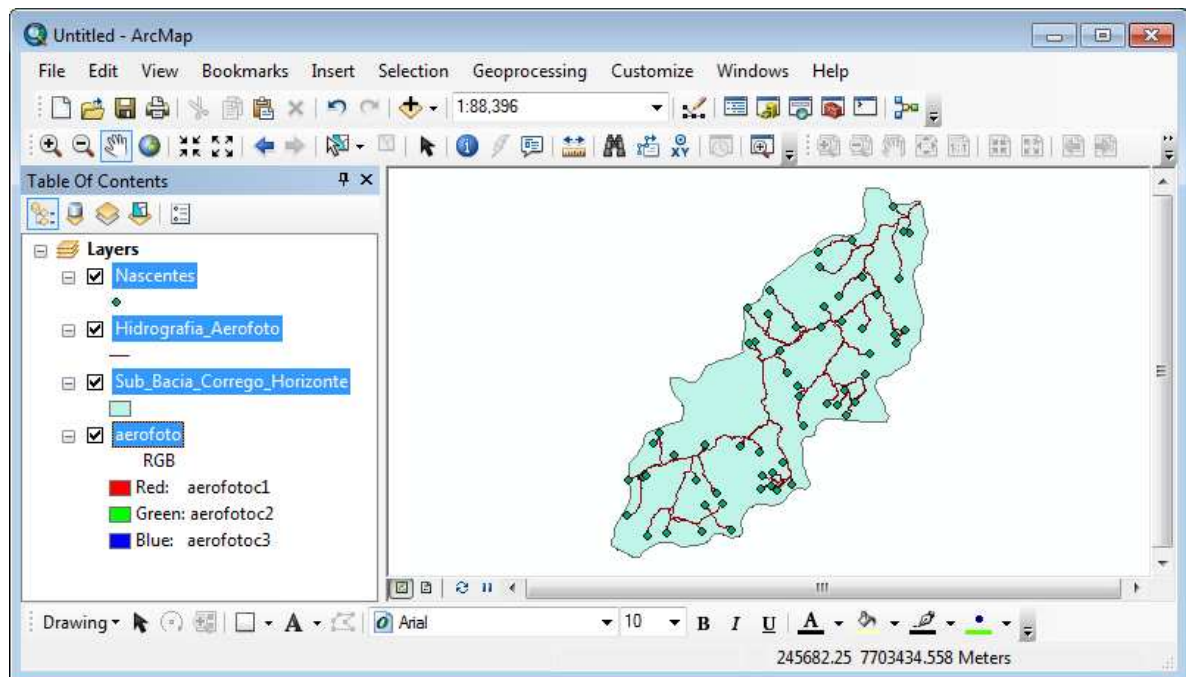 Untitled - ArcMap
File Edit View Bookmarks Insert Selection Geoprocessing Customize Windows Help
1:88,396
XY
Table Of Contents
Layers
Nascentes
Hidrografia_Aerofoto
Sub_Bacia_Corrego_Horizonte
aerofoto
RGB
Red: aerofotoc1
Green: aerofotoc2
Blue: aerofotoc3
Drawing A Arial 10 B I U A
245682.25 7703434.558 Meters